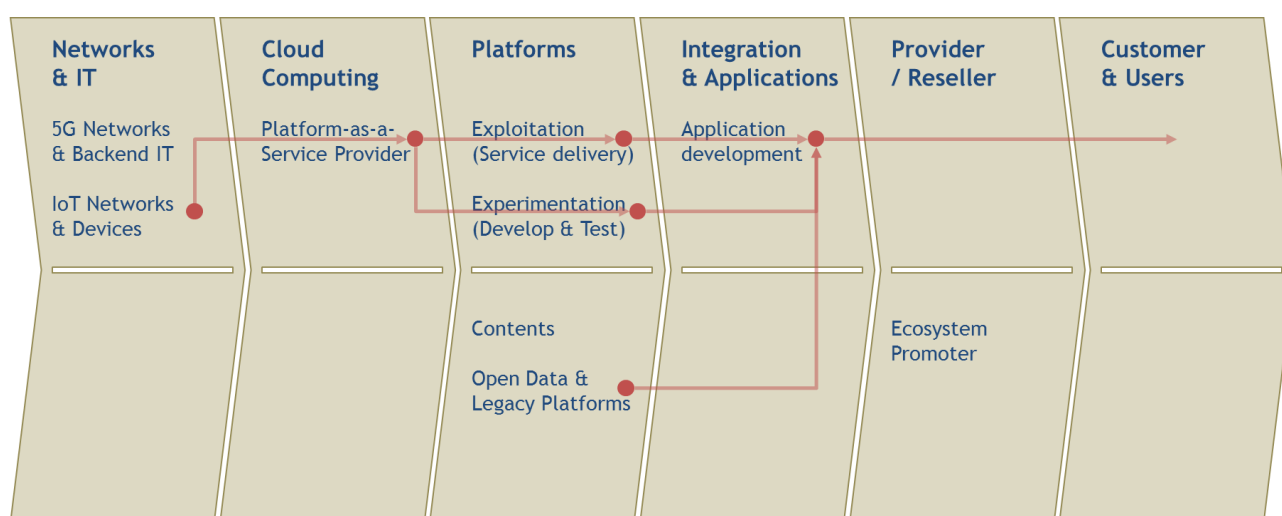 Networks
& IT
Cloud
Computing
Platforms
Integration
& Applications
Provider
/ Reseller
Customer
& Users
5G Networks
& Backend IT
IoT Networks
& Devices
Platform-as-a-
Service Provider
Exploitation
(Service delivery)
Experimentation
(Develop & Test)
Application
development
Contents
Open Data &
Legacy Platforms
Ecosystem
Promoter